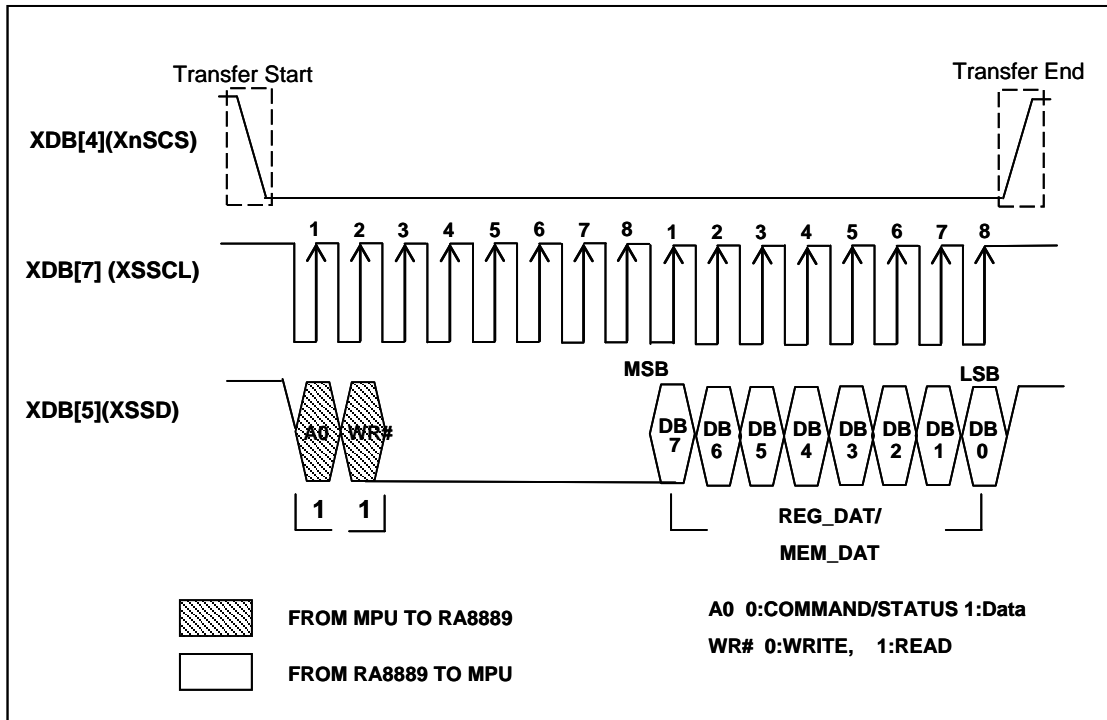 Transfer Start
Transfer End
XDB[4](XnSCS)
1 2 3 4 5 6 7 8 1 2 3 4 5 6 7 8
XDB[7] (XSSCL)
MSB
LSB
XDB[5](XSSD)
A0 WR# DB 7 DB 6 DB 5 DB 4 DB 3 DB 2 DB 1 DB 0
1 1
REG_DAT/
MEM_DAT
FROM MPU TO RA8889
FROM RA8889 TO MPU
A0 0:COMMAND/STATUS 1:Data
WR# 0:WRITE, 1:READ